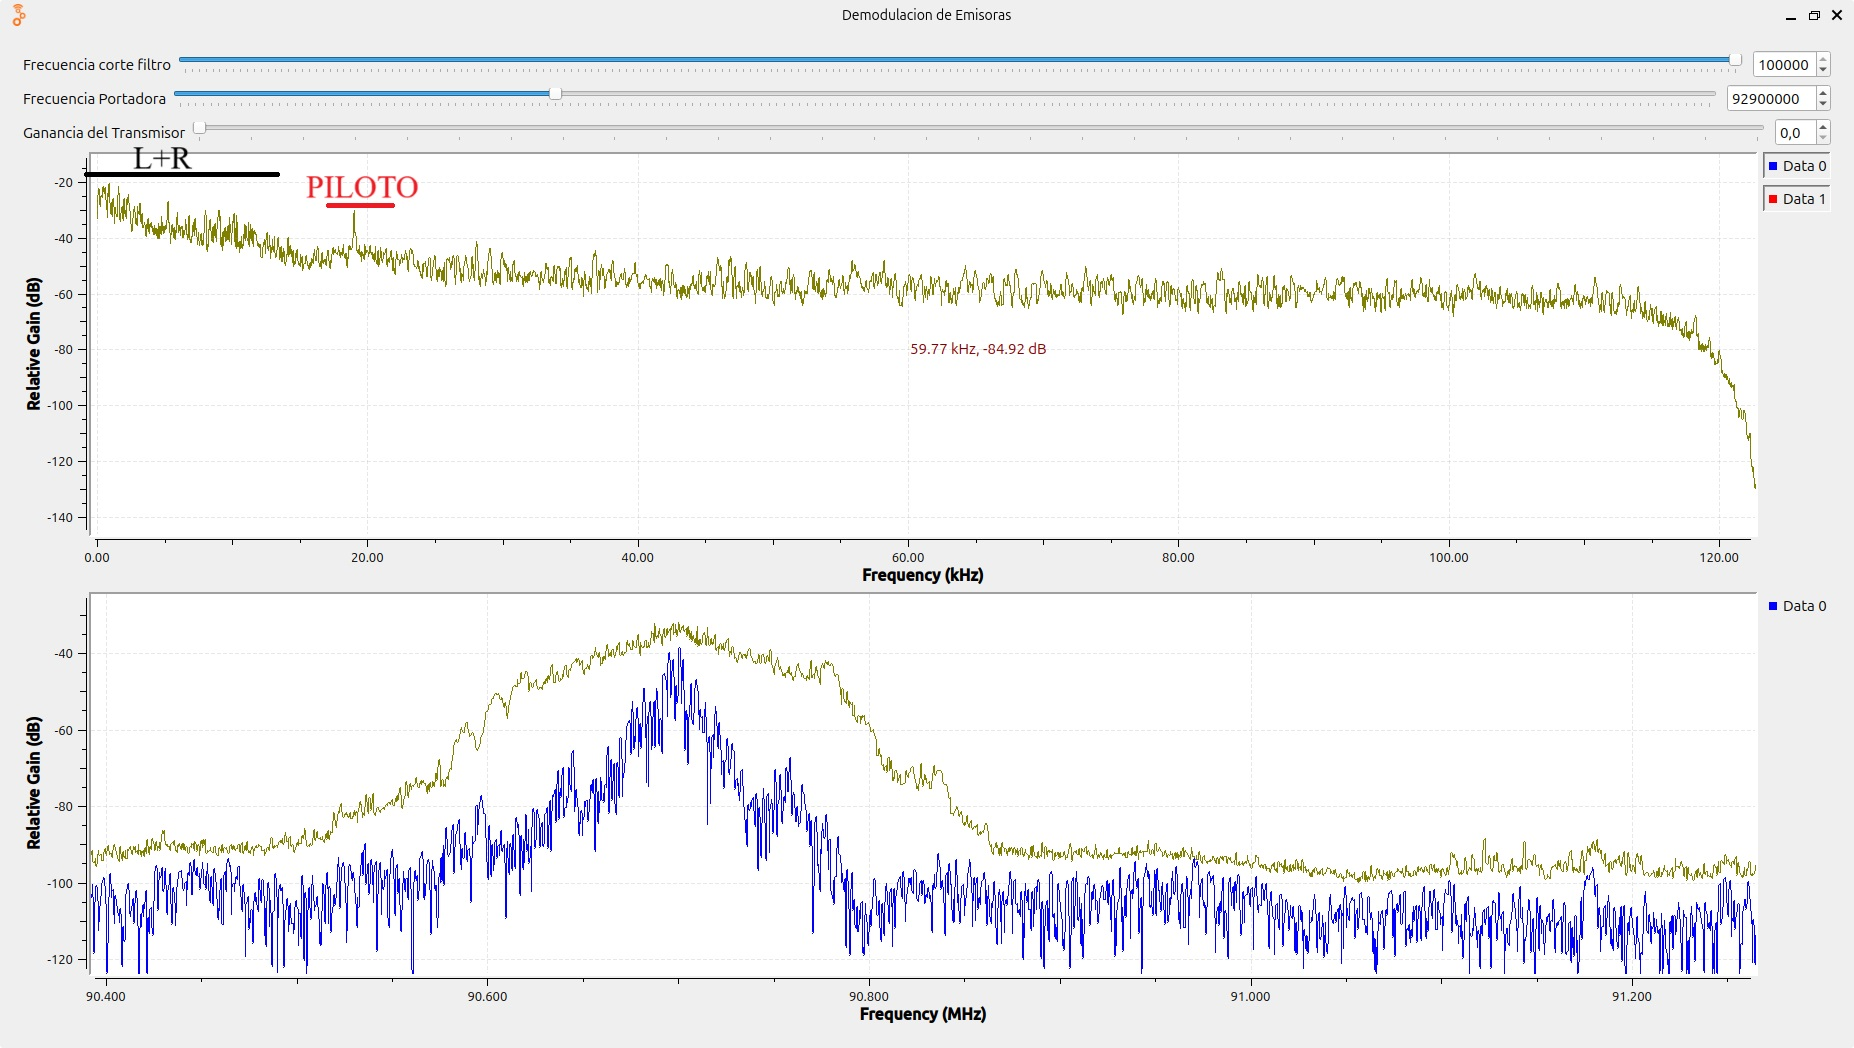 Demodulacion de Emisoras
Frecuencia corte filtro 100000
Frecuencia Portadora 92900000
Ganancia del Transmisor 0,0
L+R
PILOTO
Data 0
Data 1
Relative Gain (dB)
-20
-40
-60
-80
-100
-120
-140
59.77 kHz, -84.92 dB
0.00 20.00 40.00 60.00 80.00 100.00 120.00
Frequency (kHz)
Data 0
Relative Gain (dB)
-40
-60
-80
-100
-120
90.400 90.600 90.800 91.000 91.200
Frequency (MHz)